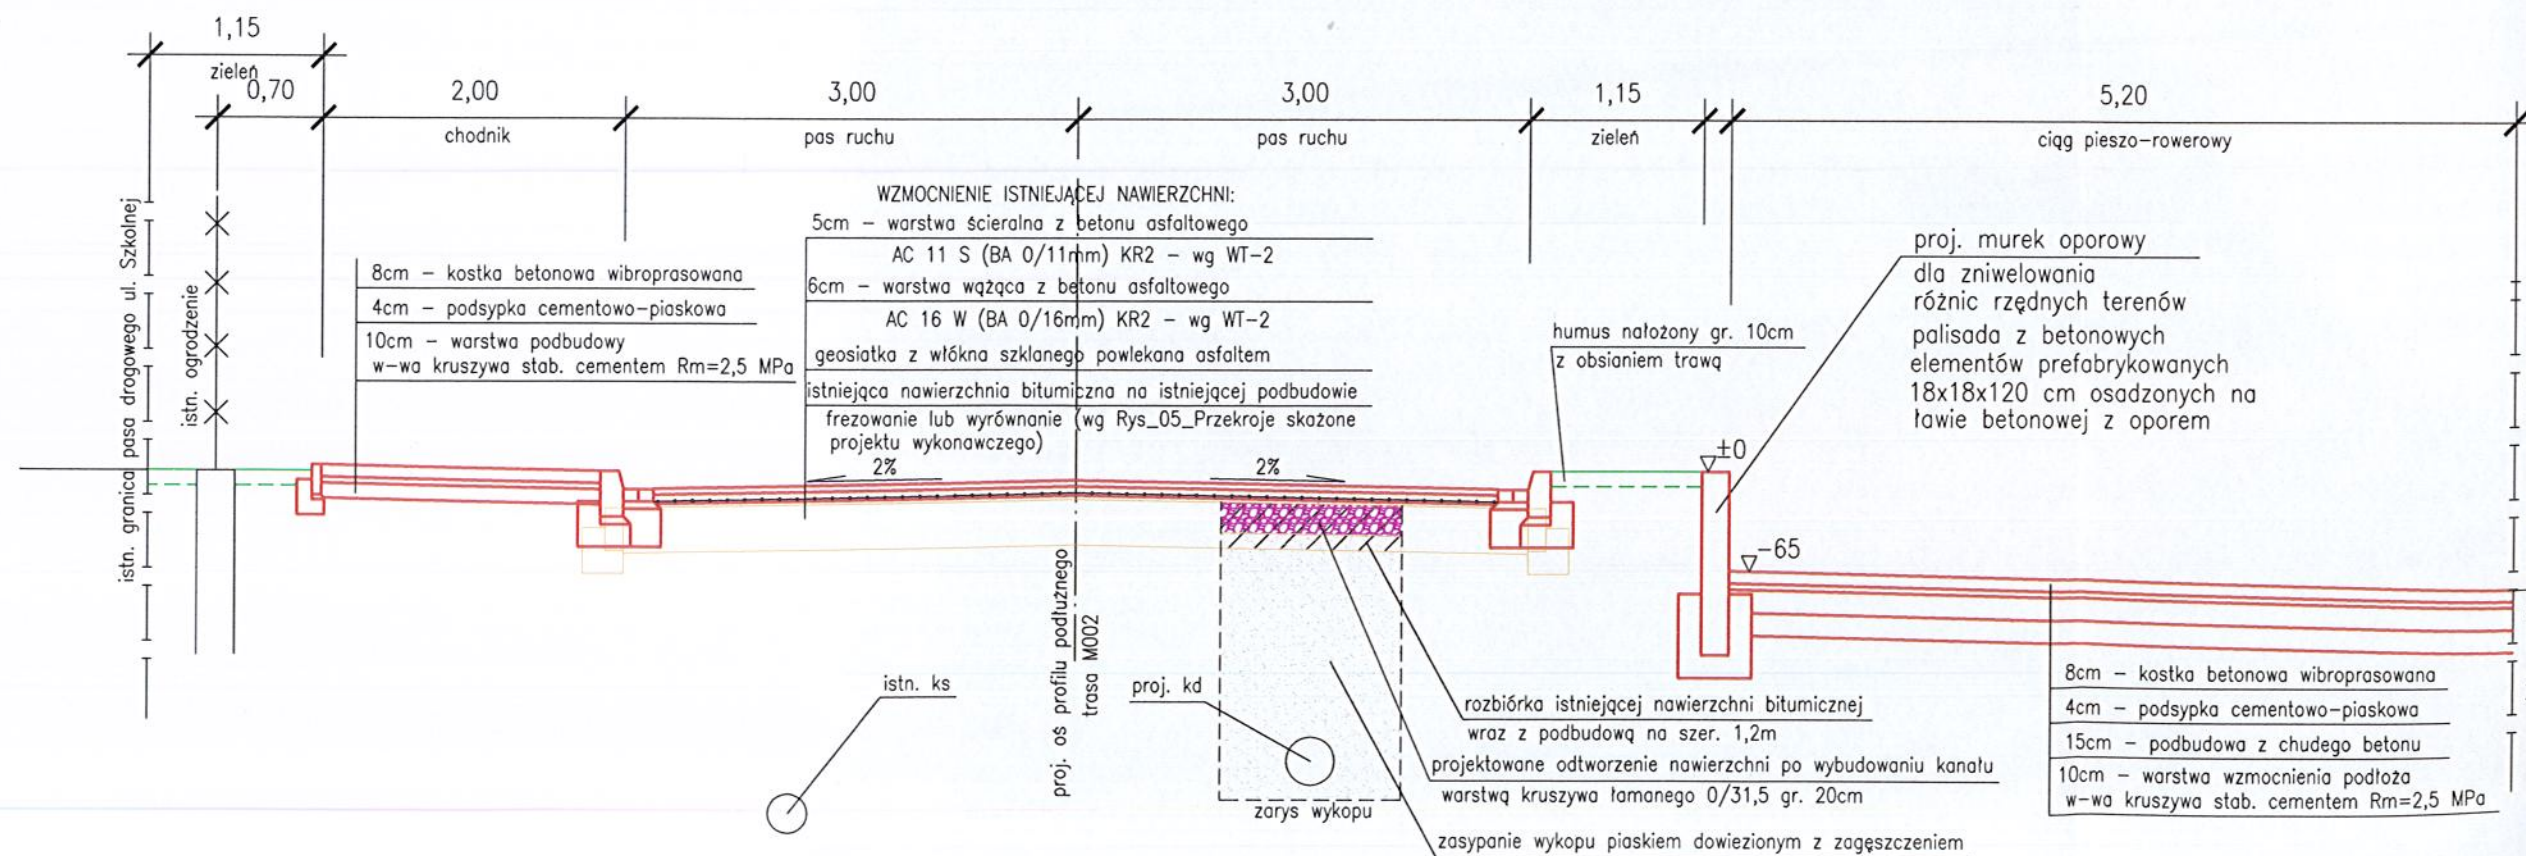 1,15
zieleń
0,70
2,00
chodnik
3,00
pas ruchu
3,00
pas ruchu
1,15
zieleń
5,20
ciąg pieszo-rowerowy
istn. granica pasa drogowego ul. Szkolnej
istn. ogrodzenie
8cm – kostka betonowa wibroprasowana
4cm – podsypka cementowo-piaskowa
10cm – warstwa podbudowy
w-wa kruszywa stab. cementem Rm=2,5 MPa
WZMOCNIENIE ISTNIEJĄCEJ NAWIERZCHNI:
5cm – warstwa ścieralna z betonu asfaltowego
AC 11 S (BA 0/11mm) KR2 – wg WT-2
6cm – warstwa wążąca z betonu asfaltowego
AC 16 W (BA 0/16mm) KR2 – wg WT-2
geosiatka z włókna szklanego powlekana asfaltem
istniejąca nawierzchnia bitumiczna na istniejącej podbudowie
frezowanie lub wyrównanie (wg Rys_05_Przekroje skażone
projektu wykonawczego)
2%
2%
humus nałożony gr. 10cm
z obsianiem trawą
proj. murek oporowy
dla zniwelowania
różnic rzędnych terenów
palisada z betonowych
elementów prefabrykowanych
18x18x120 cm osadzonych na
ławie betonowej z oporem
±0
-65
proj. oś profilu podłużnego
trasa M002
istn. ks
proj. kd
zarys wykopu
rozbiórka istniejącej nawierzchni bitumicznej
wraz z podbudową na szer. 1,2m
projektowane odtworzenie nawierzchni po wybudowaniu kanału
warstwą kruszywa łamanego 0/31,5 gr. 20cm
zasypanie wykopu piaskiem dowiezionym z zagęszczeniem
8cm – kostka betonowa wibroprasowana
4cm – podsypka cementowo-piaskowa
15cm – podbudowa z chudego betonu
10cm – warstwa wzmocnienia podłoża
w-wa kruszywa stab. cementem Rm=2,5 MPa